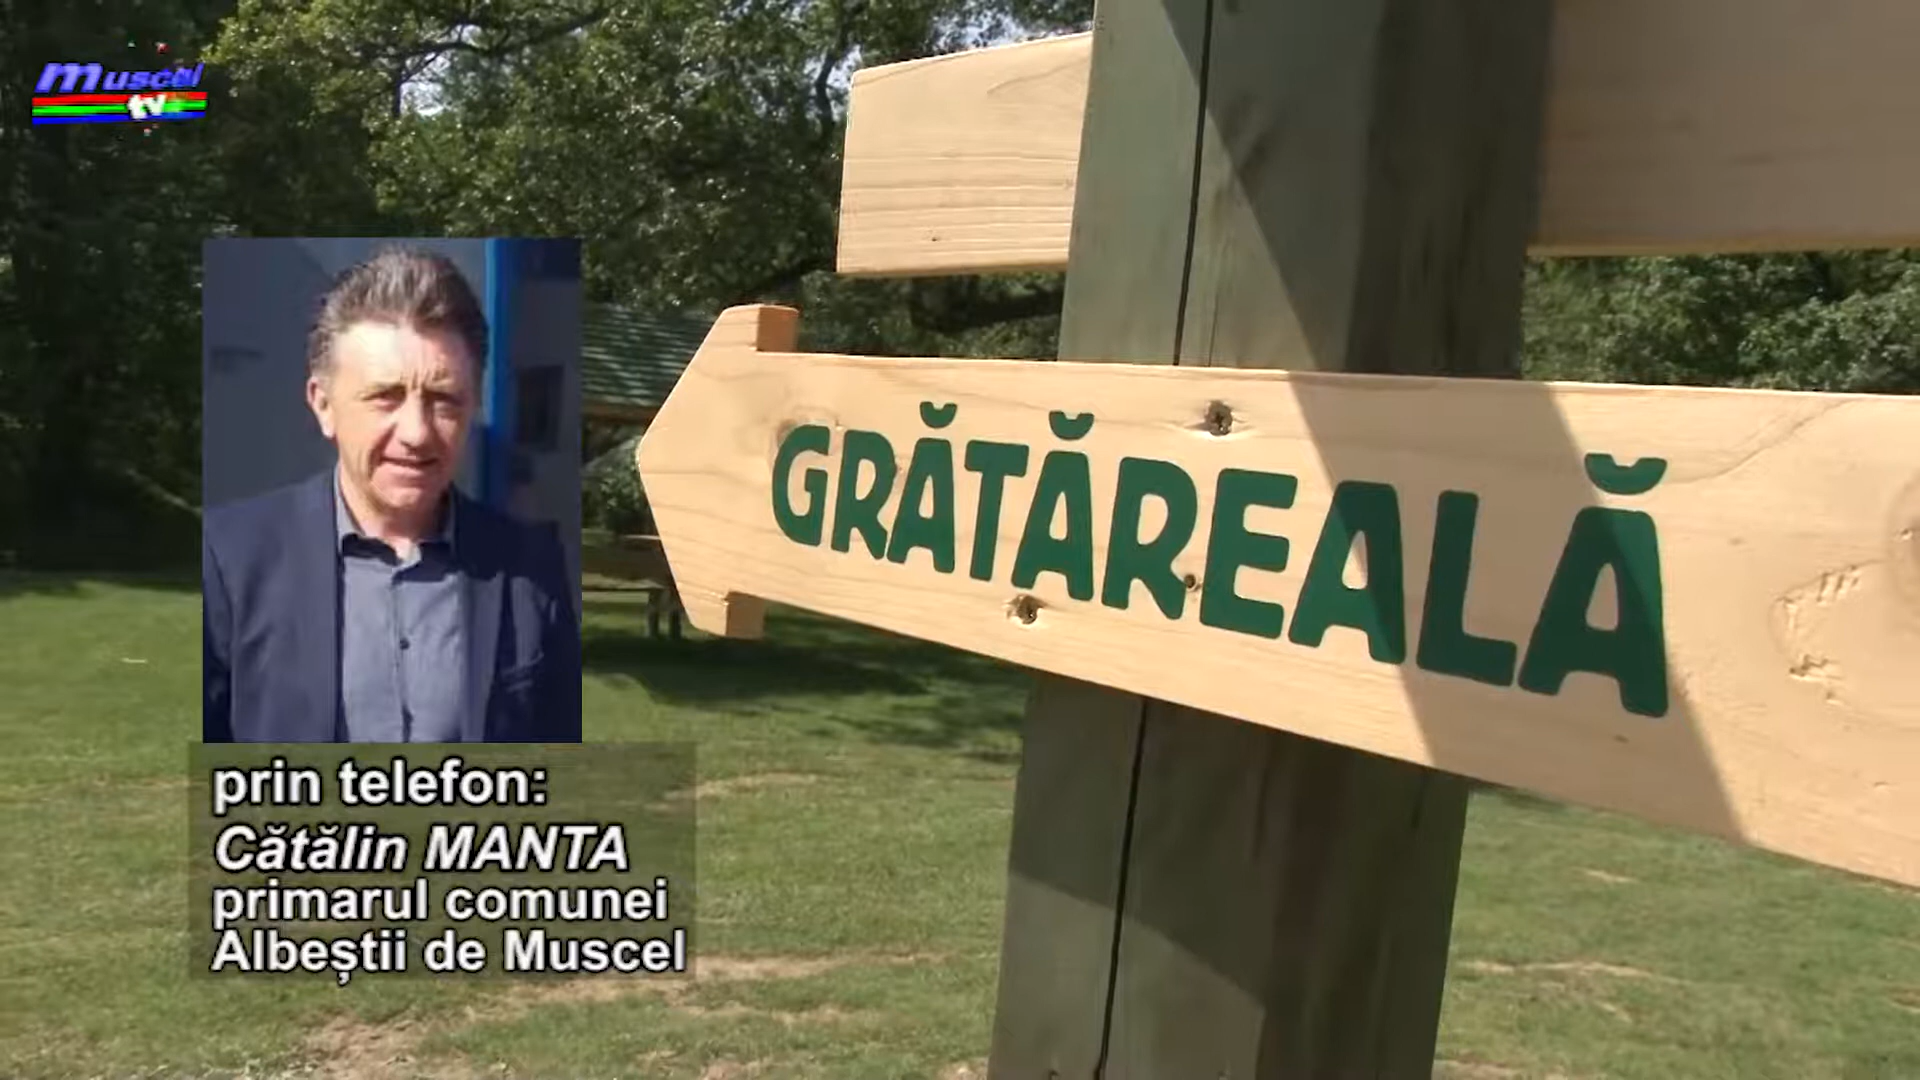 Muscel
tv
GRĂTĂREALĂ
prin telefon:
Cătălin MANTA
primarul comunei
Albeștii de Muscel